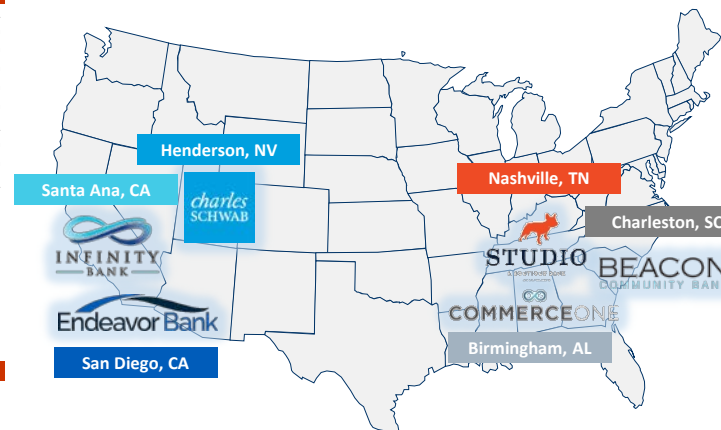 Henderson, NV
Santa Ana, CA
charles
SCHWAB
INFINITY
BANK
Endeavor Bank
San Diego, CA
Nashville, TN
Charleston, SC
STUDIO
BEACON
COMMUNITY BANK
COMMERCEONE
Birmingham, AL